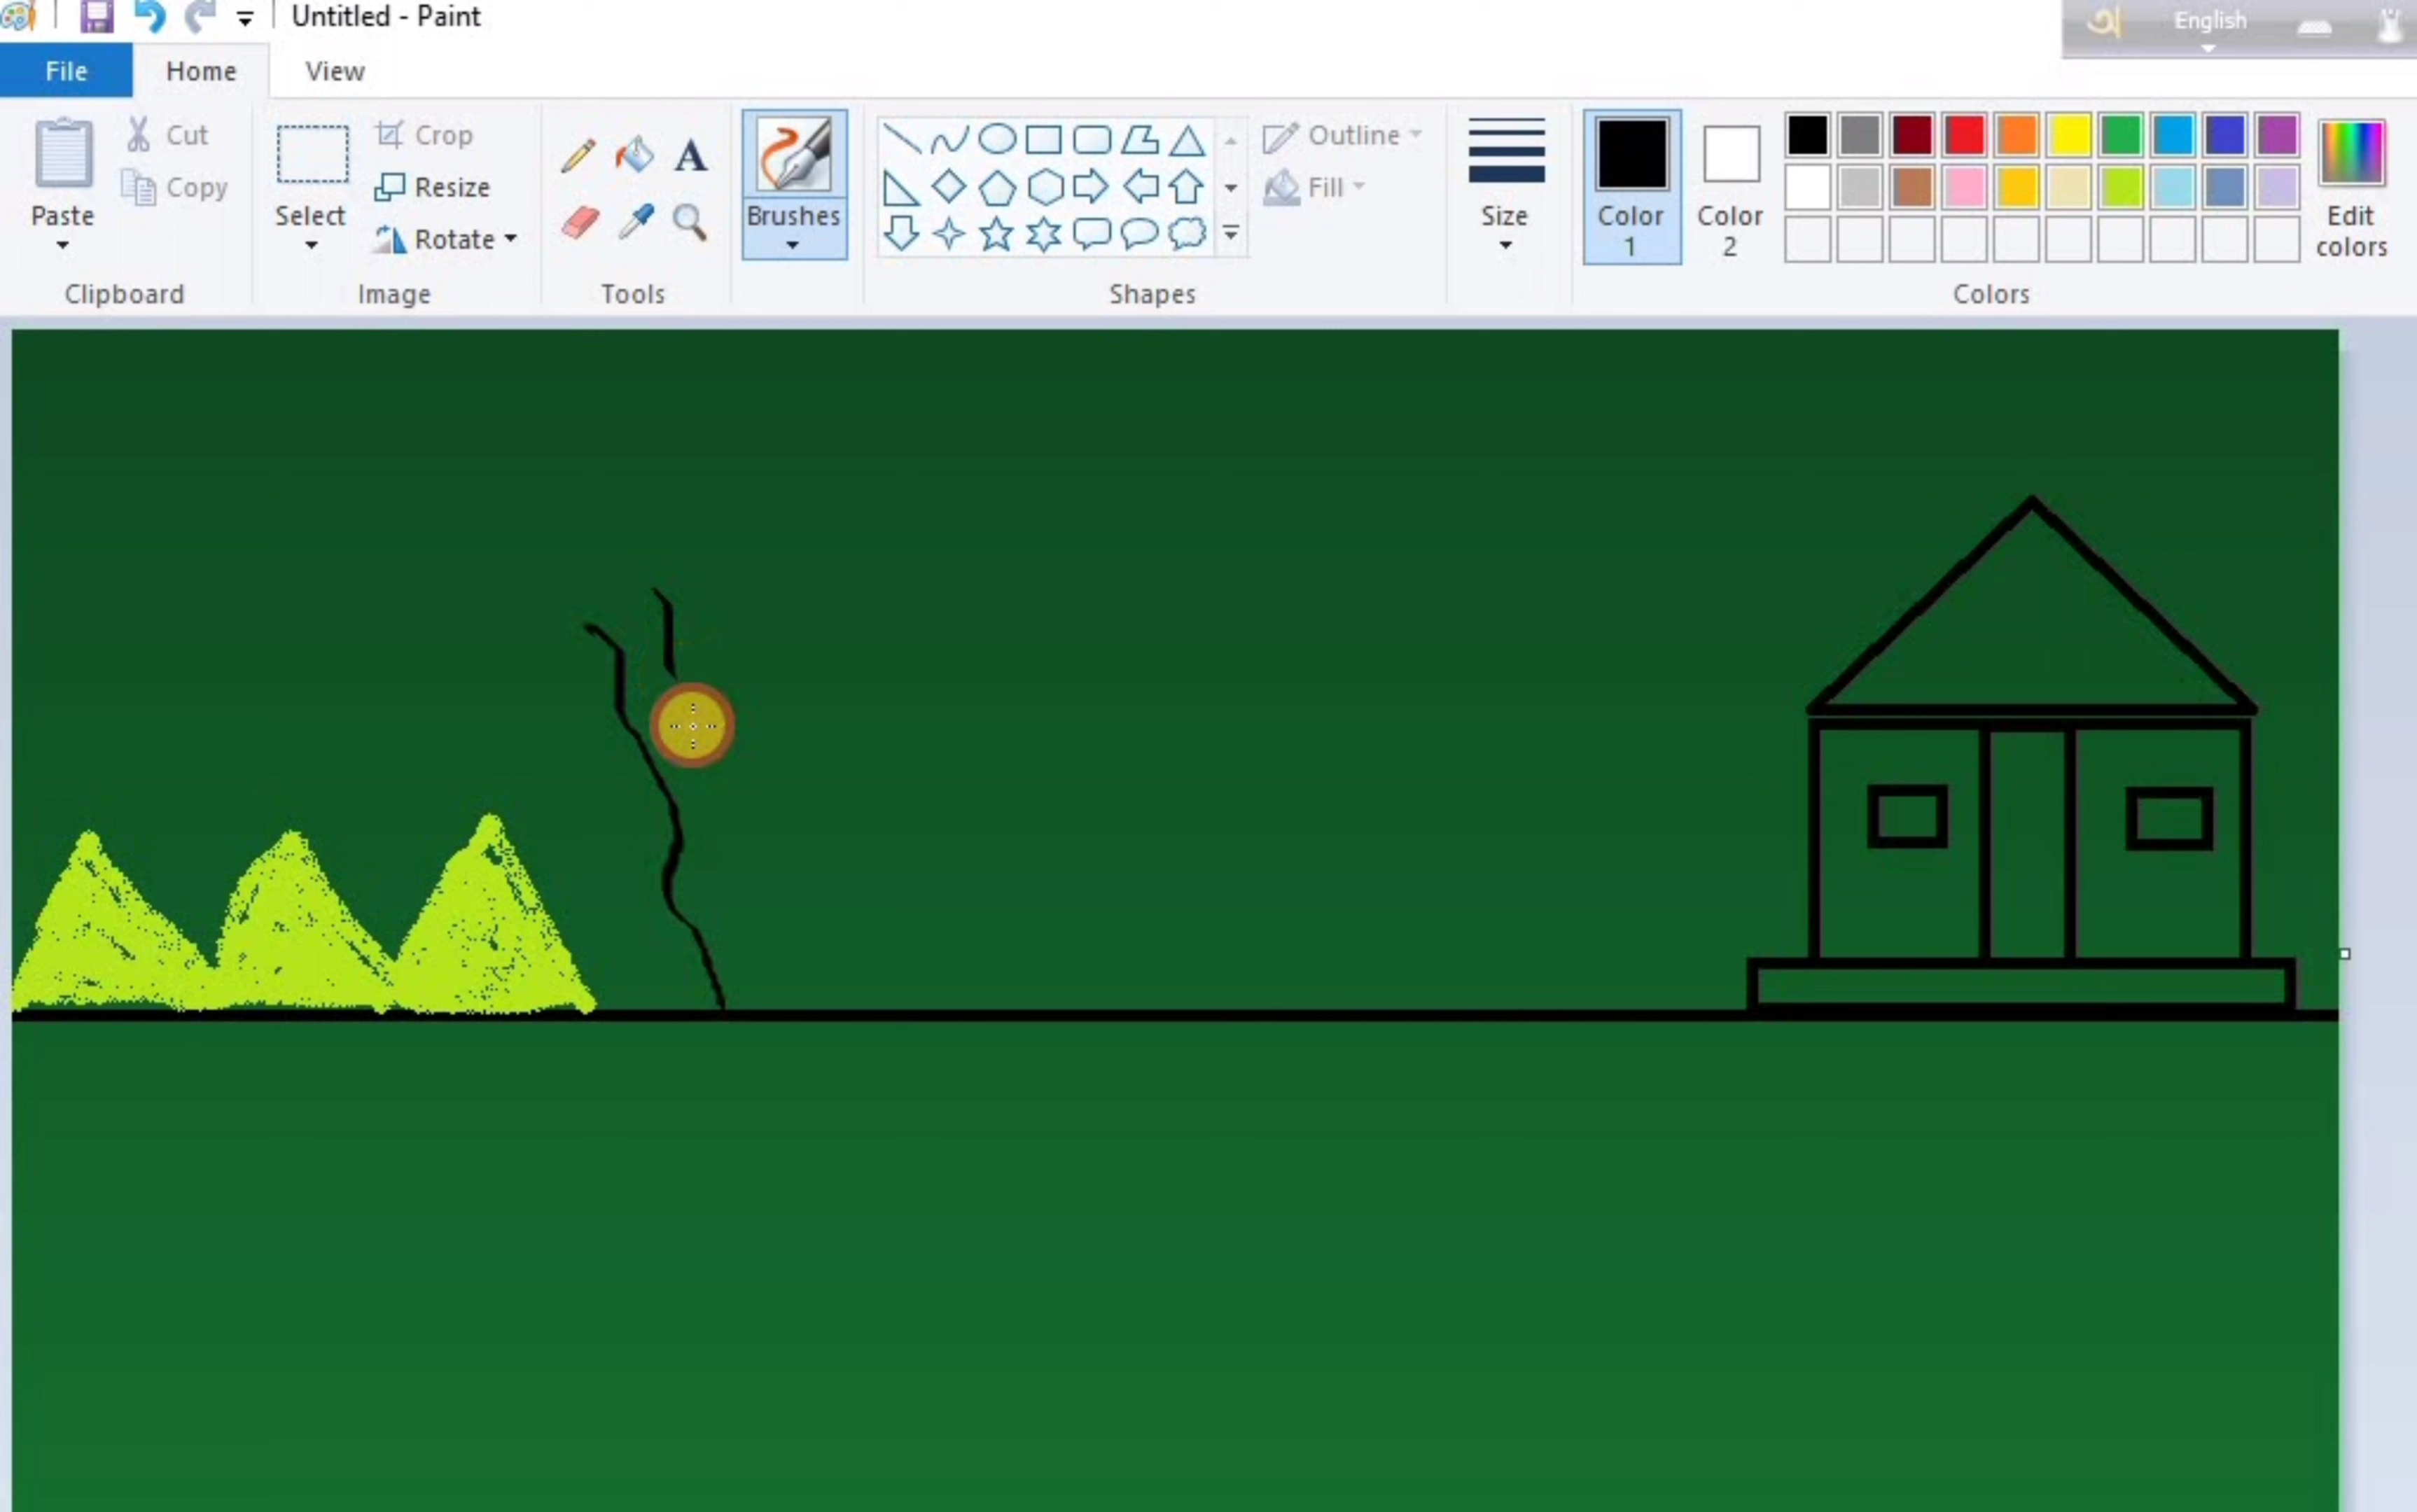 Untitled - Paint
অ English
File Home View
Paste Cut Copy
Select Crop Resize Rotate
A
Brushes
Outline Fill
Size
Color 1
Color 2
Edit colors
Clipboard Image Tools Shapes Colors